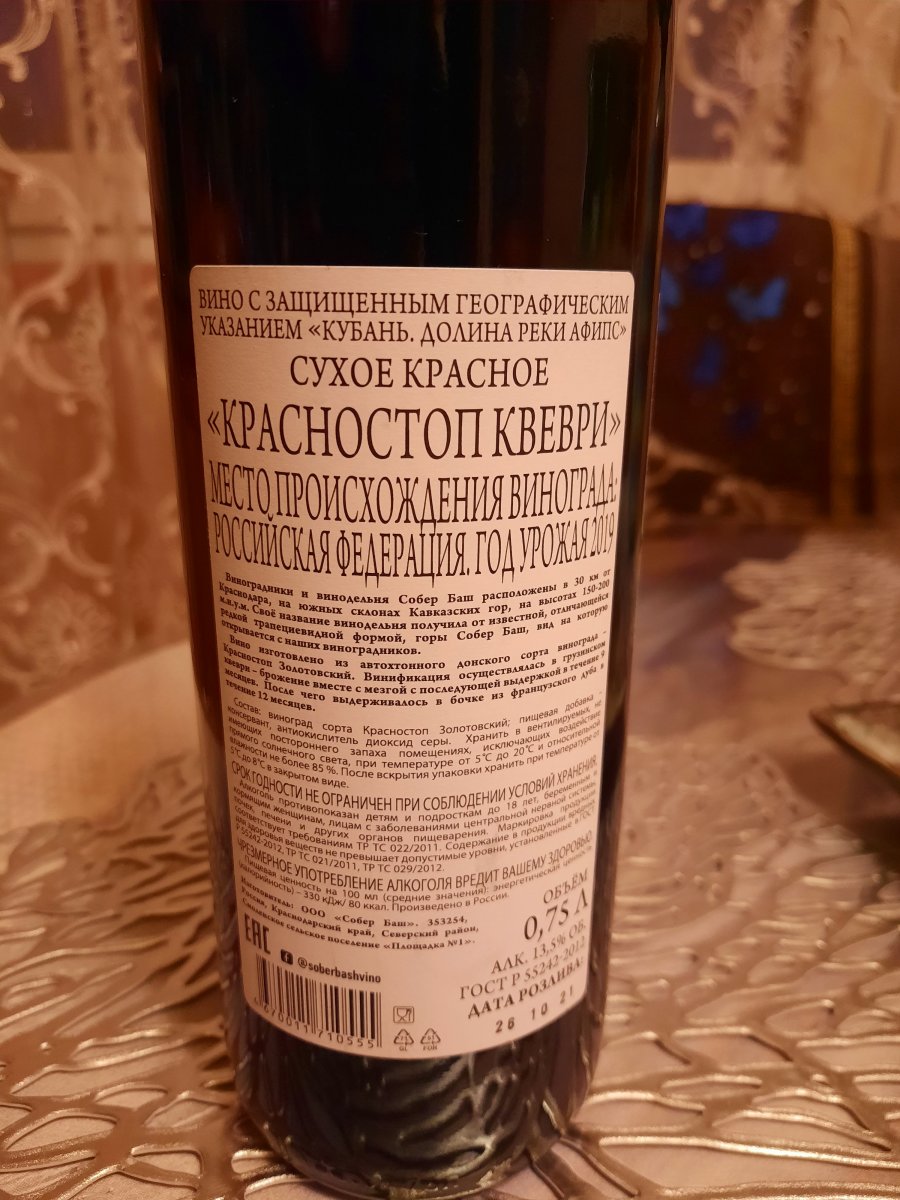 ВИНО С ЗАЩИЩЕННЫМ ГЕОГРАФИЧЕСКИМ
УКАЗАНИЕМ «КУБАНЬ. ДОЛИНА РЕКИ АФИПС»
СУХОЕ КРАСНОЕ
«КРАСНОСТОП КВЕВРИ»
МЕСТО ПРОИСХОЖДЕНИЯ ВИНОГРАДА:
РОССИЙСКАЯ ФЕДЕРАЦИЯ. ГОД УРОЖАЯ 2019
Виноградники и винодельня Собер Баш расположены в 30 км от
Краснодара, на южных склонах Кавказских гор, на высотах 150-200
м.н.у.м. Своё название винодельня получила от известной, отличающейся
редкой трапециевидной формой, горы Собер Баш, вид на которую
открывается с наших виноградников.
Вино изготовлено из автохтонного донского сорта винограда –
Красностоп Золотовский. Винификация осуществлялась в грузинском
квеври – брожение вместе с мезгой с последующей выдержкой в течение 9
месяцев. После чего выдерживалось в бочке из французского дуба в
течение 12 месяцев.
Состав: виноград сорта Красностоп Золотовский; пищевая добавка -
консервант, антиокислитель диоксид серы. Хранить в вентилируемых, не
имеющих постороннего запаха помещениях, исключающих воздействие
прямого солнечного света, при температуре от 5°С до 20°С и относительной
влажности не более 85 %. После вскрытия упаковки хранить при температуре от
5°С до 8°С в закрытом виде.
СРОК ГОДНОСТИ НЕ ОГРАНИЧЕН ПРИ СОБЛЮДЕНИИ УСЛОВИЙ ХРАНЕНИЯ.
Алкоголь противопоказан детям и подросткам до 18 лет, беременным и
кормящим женщинам, лицам с заболеваниями центральной нервной системы,
почек, печени и других органов пищеварения. Маркировка продукции
соответствует требованиям ТР ТС 022/2011. Содержание в продукции вредных
для здоровья веществ не превышает допустимые уровни, установленные в ГОСТ
Р 55242-2012, ТР ТС 021/2011, ТР ТС 029/2012.
ЧРЕЗМЕРНОЕ УПОТРЕБЛЕНИЕ АЛКОГОЛЯ ВРЕДИТ ВАШЕМУ ЗДОРОВЬЮ
Пищевая ценность на 100 мл (средние значения): энергетическая ценность
(калорийность) – 330 кДж/ 80 ккал. Произведено в России.
Изготовитель: ООО «Собер Баш». 353254,
Россия, Краснодарский край, Северский район,
Смоленское сельское поселение «Площадка №1».
ОБЪЁМ
0,75 Л
АЛК. 13,5% ОБ.
ГОСТ Р 55242-2012
ДАТА РОЗЛИВА:
26 10 21
EAC
f @soberbashvino
4670011710555
GL
FOR